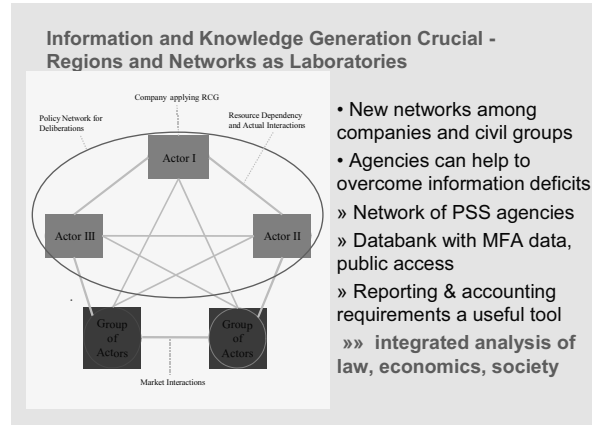 Information and Knowledge Generation Crucial -
Regions and Networks as Laboratories
Company applying RCG
Policy Network for
Deliberations
Resource Dependency
and Actual Interactions
Actor I
Actor III
Actor II
Group
of
Actors
Group
of
Actors
Market Interactions
• New networks among
companies and civil groups
• Agencies can help to
overcome information deficits
» Network of PSS agencies
» Databank with MFA data,
public access
» Reporting & accounting
requirements a useful tool
»» integrated analysis of
law, economics, society